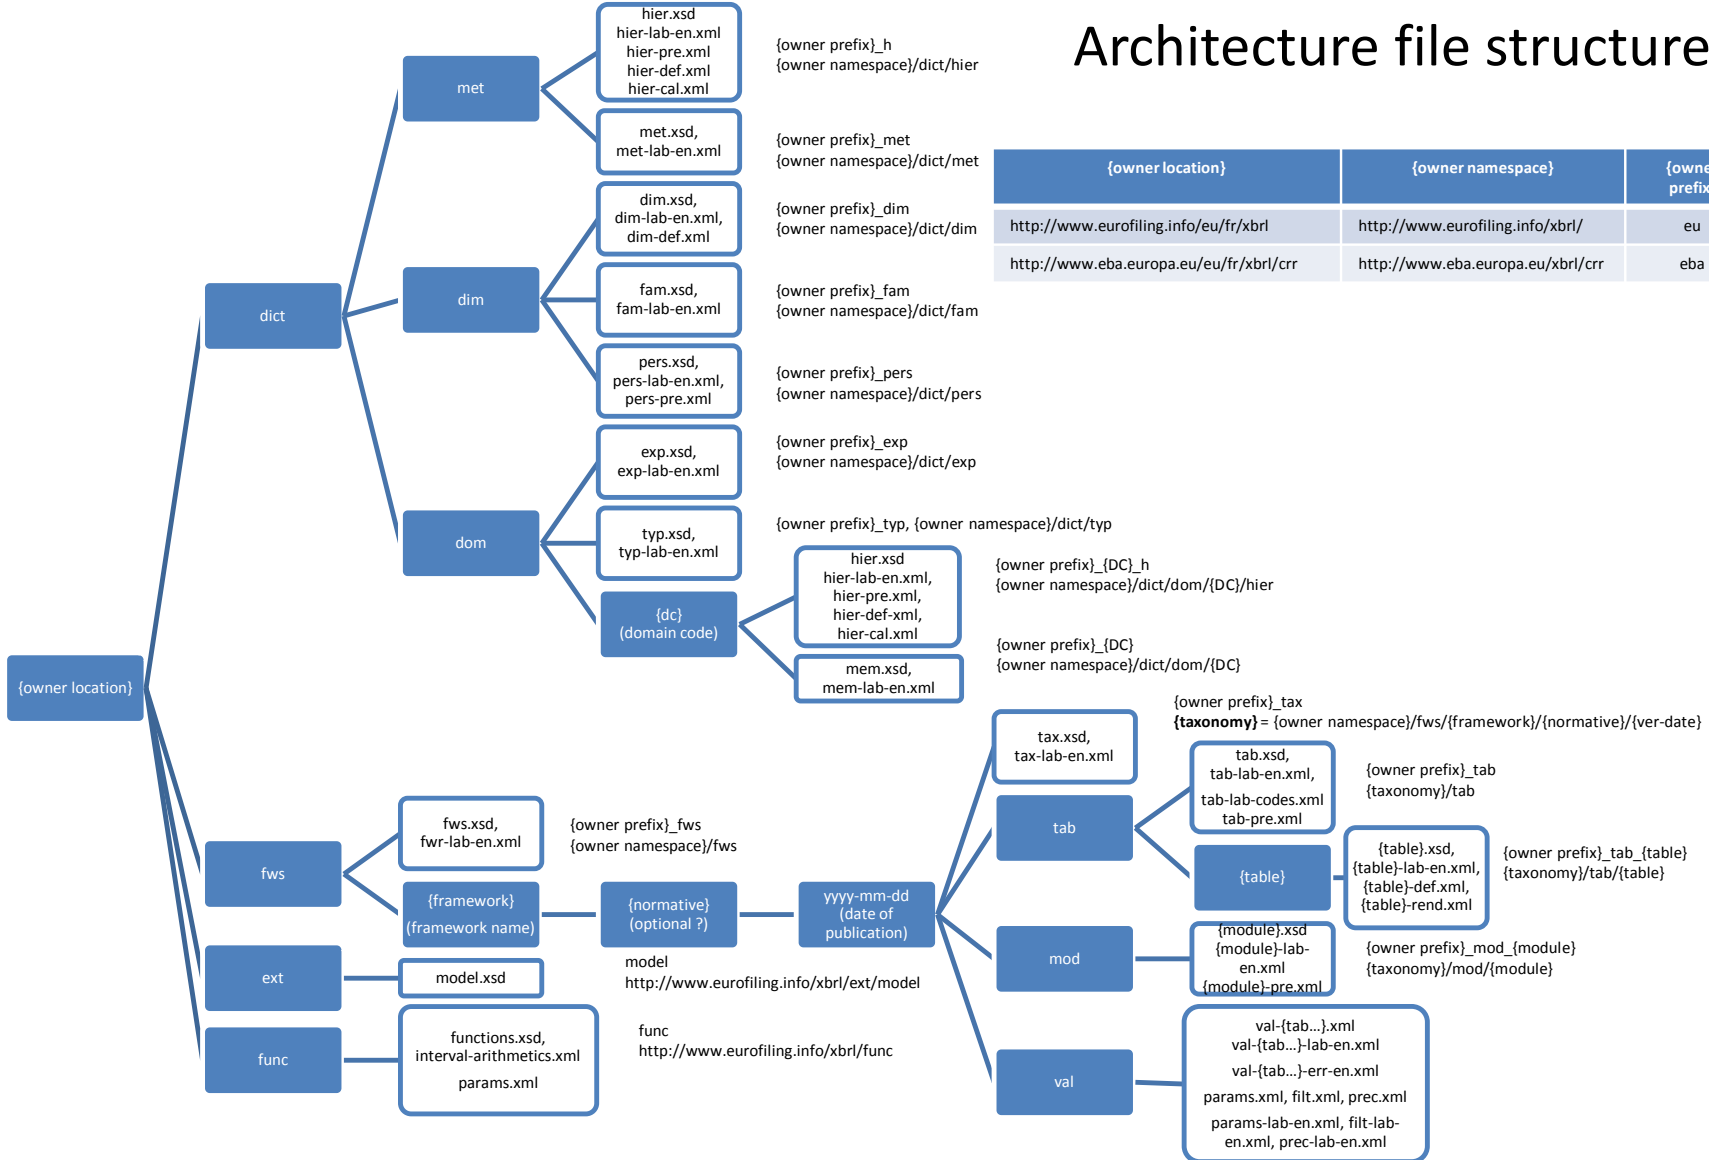 Architecture file structure
hier.xsd
hier-lab-en.xml
hier-pre.xml
hier-def.xml
hier-cal.xml
{owner prefix}_h
{owner namespace}/dict/hier
met
met.xsd,
met-lab-en.xml
{owner prefix}_met
{owner namespace}/dict/met
{owner location}
{owner namespace}
{owne
prefix
http://www.eurofiling.info/eu/fr/xbrl
http://www.eurofiling.info/xbrl/
eu
http://www.eba.europa.eu/eu/fr/xbrl/crr
http://www.eba.europa.eu/xbrl/crr
eba
dim.xsd,
dim-lab-en.xml,
dim-def.xml
{owner prefix}_dim
{owner namespace}/dict/dim
dict
dim
fam.xsd,
fam-lab-en.xml
{owner prefix}_fam
{owner namespace}/dict/fam
pers.xsd,
pers-lab-en.xml,
pers-pre.xml
{owner prefix}_pers
{owner namespace}/dict/pers
exp.xsd,
exp-lab-en.xml
{owner prefix}_exp
{owner namespace}/dict/exp
dom
typ.xsd,
typ-lab-en.xml
{owner prefix}_typ, {owner namespace}/dict/typ
{dc}
(domain code)
hier.xsd
hier-lab-en.xml,
hier-pre.xml,
hier-def-xml,
hier-cal.xml
{owner prefix}_{DC}_h
{owner namespace}/dict/dom/{DC}/hier
mem.xsd,
mem-lab-en.xml
{owner prefix}_{DC}
{owner namespace}/dict/dom/{DC}
{owner location}
tax.xsd,
tax-lab-en.xml
{owner prefix}_tax
{taxonomy} = {owner namespace}/fws/{framework}/{normative}/{ver-date}
tab.xsd,
tab-lab-en.xml,
tab-lab-codes.xml
tab-pre.xml
{owner prefix}_tab
{taxonomy}/tab
tab
{table}
{table}.xsd,
{table}-lab-en.xml,
{table}-def.xml,
{table}-rend.xml
{owner prefix}_tab_{table}
{taxonomy}/tab/{table}
fws
fws.xsd,
fwr-lab-en.xml
{owner prefix}_fws
{owner namespace}/fws
{framework}
(framework name)
{normative}
(optional ?)
yyyy-mm-dd
(date of
publication)
mod
{module}.xsd
{module}-lab-
en.xml
{module}-pre.xml
{owner prefix}_mod_{module}
{taxonomy}/mod/{module}
ext
model.xsd
model
http://www.eurofiling.info/xbrl/ext/model
func
functions.xsd,
interval-arithmetics.xml
params.xml
func
http://www.eurofiling.info/xbrl/func
val
val-{tab…}.xml
val-{tab…}-lab-en.xml
val-{tab…}-err-en.xml
params.xml, filt.xml, prec.xml
params-lab-en.xml, filt-lab-
en.xml, prec-lab-en.xml